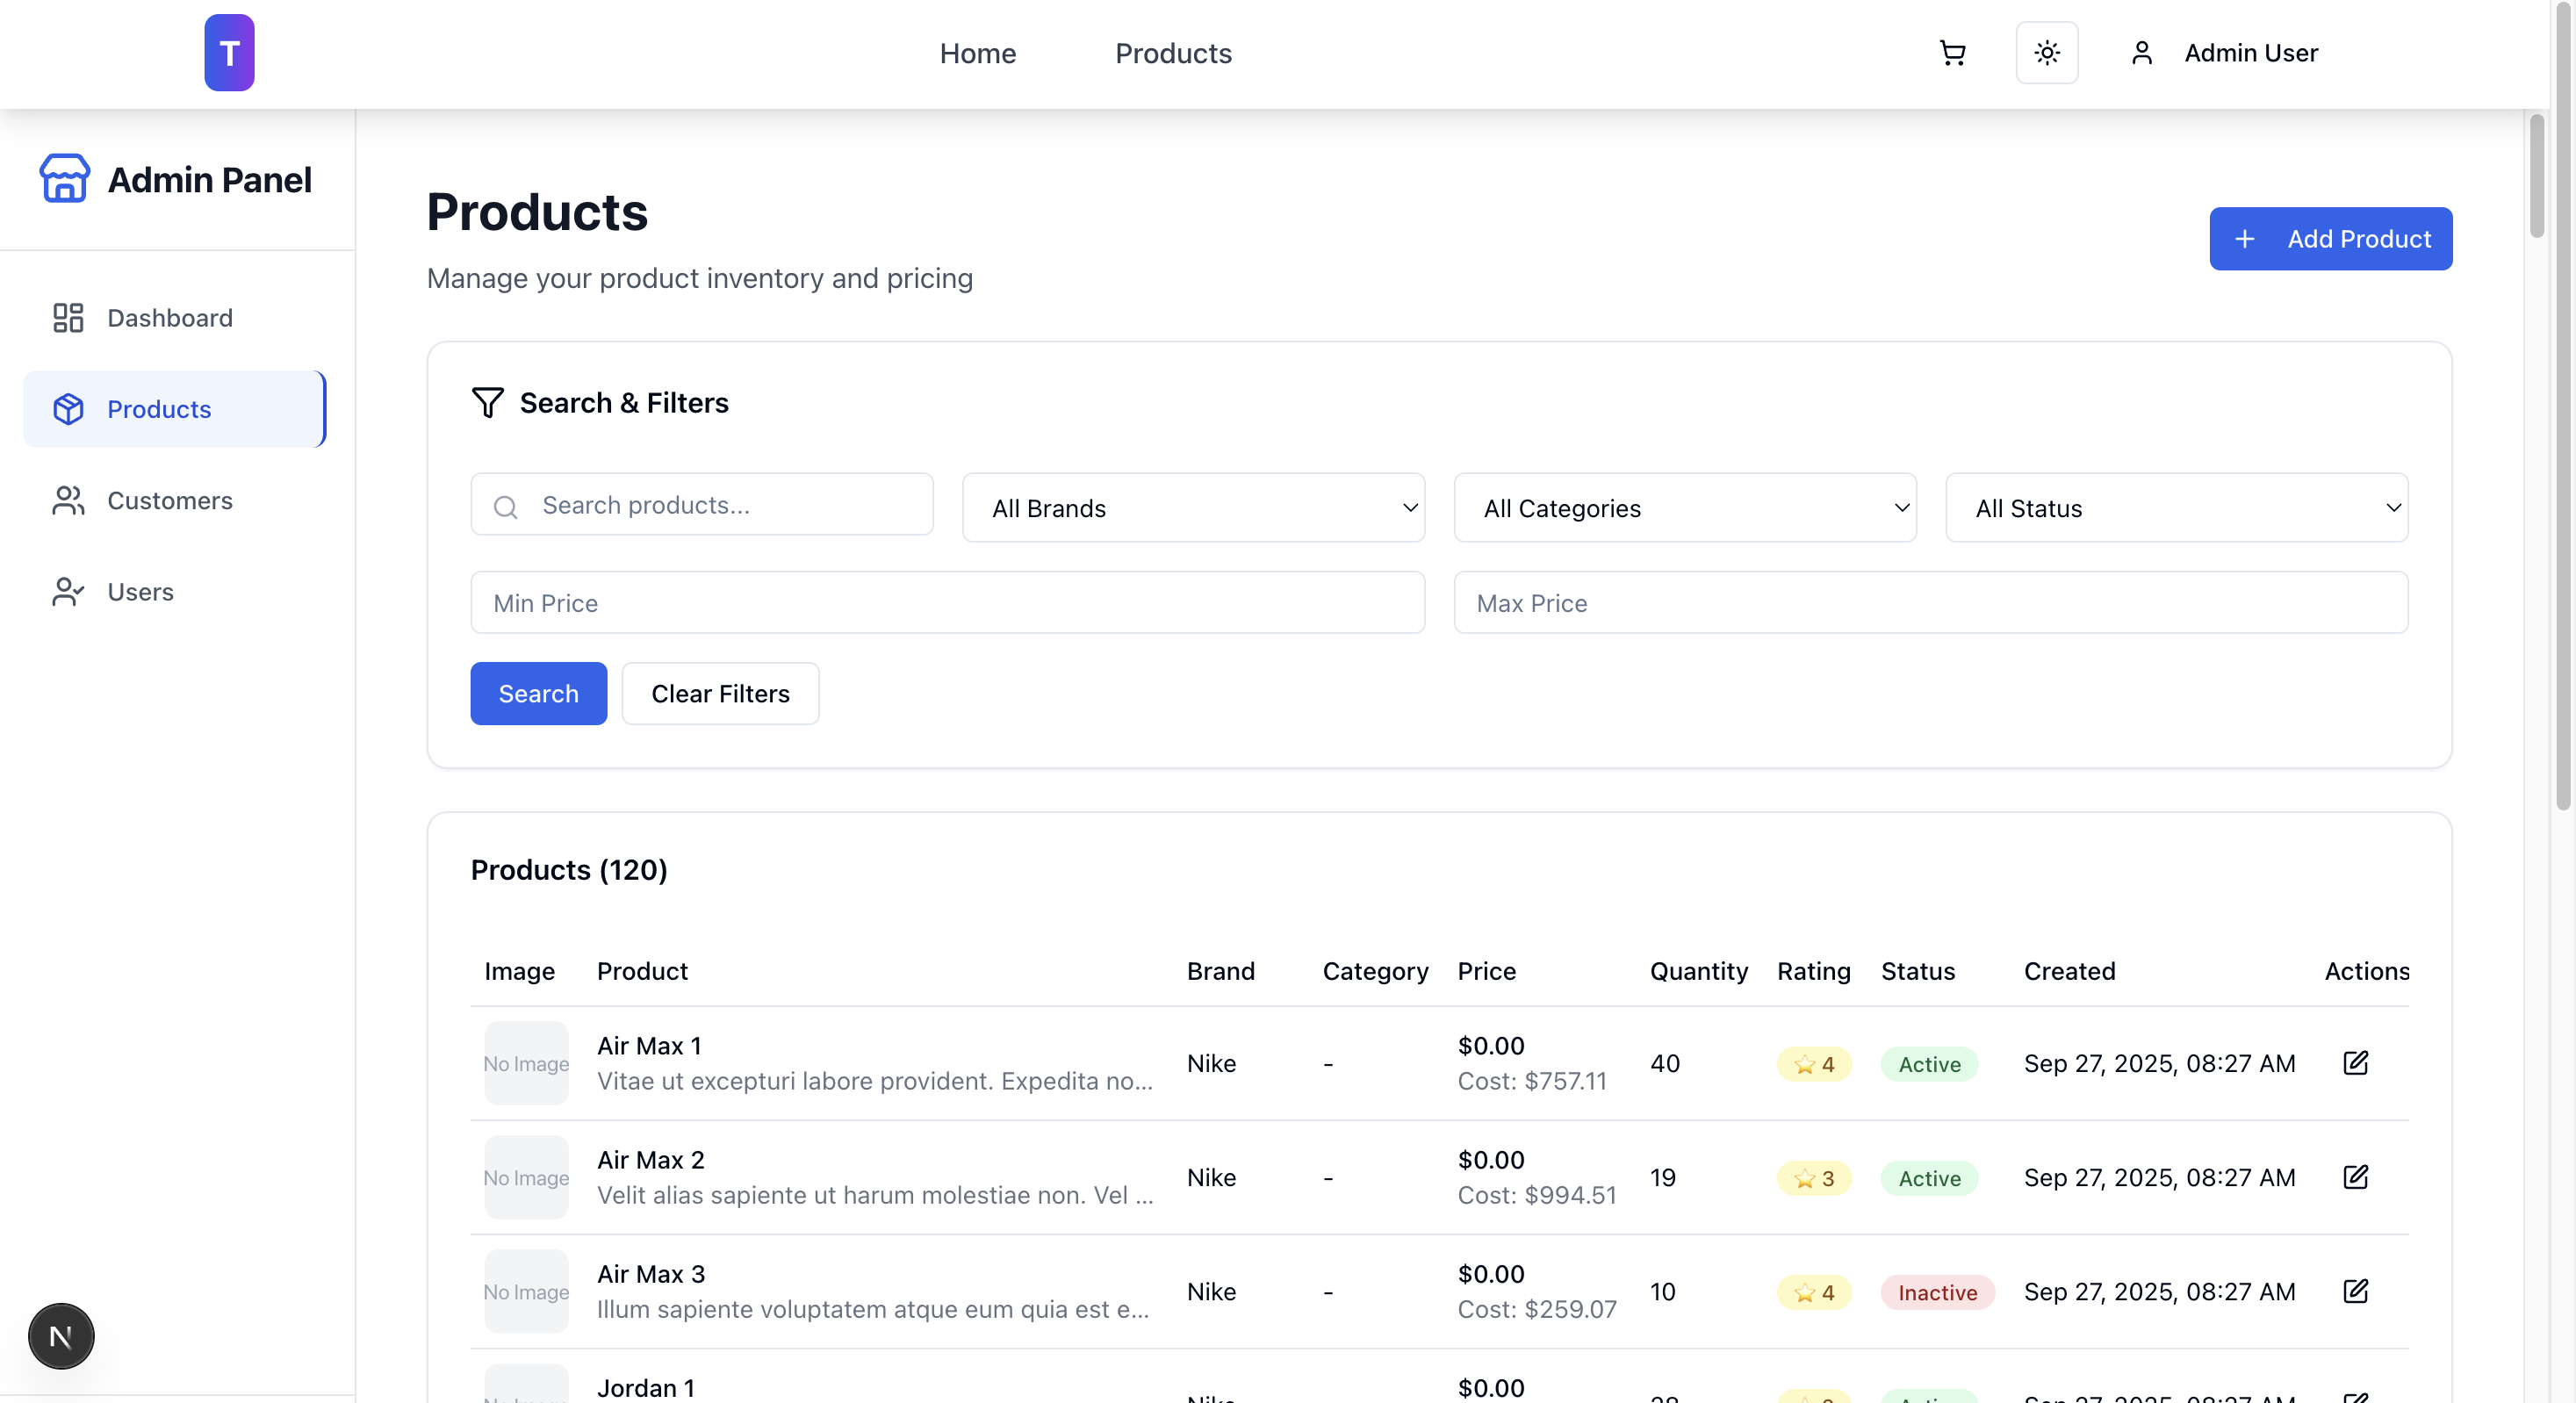 T
Home
Products
Admin User
Admin Panel
Dashboard
Products
Customers
Users
Products
Manage your product inventory and pricing
Add Product
Search & Filters
Search products...
All Brands
All Categories
All Status
Min Price
Max Price
Search
Clear Filters
Products (120)
Image Product Brand Category Price Quantity Rating Status Created Actions
No Image
Air Max 1
Vitae ut excepturi labore provident. Expedita no...
Nike
-
$0.00
Cost: $757.11
40
4
Active
Sep 27, 2025, 08:27 AM
No Image
Air Max 2
Velit alias sapiente ut harum molestiae non. Vel ...
Nike
-
$0.00
Cost: $994.51
19
3
Active
Sep 27, 2025, 08:27 AM
No Image
Air Max 3
Illum sapiente voluptatem atque eum quia est e...
Nike
-
$0.00
Cost: $259.07
10
4
Inactive
Sep 27, 2025, 08:27 AM
Jordan 1
$0.00
N